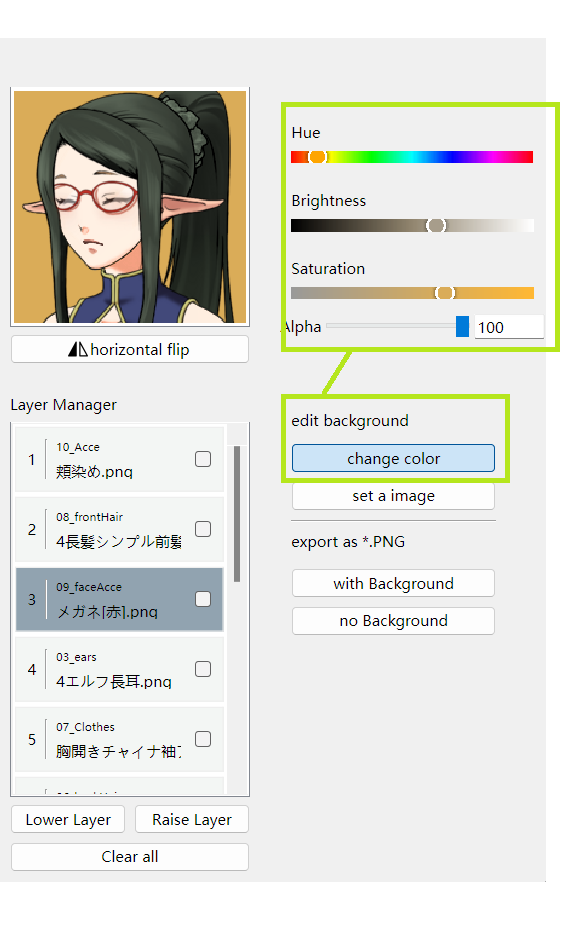 horizontal flip
Layer Manager
1
10_Acce
頬染め.png
2
08_frontHair
4長髪シンプル前髪
3
09_faceAcce
メガネ[赤].png
4
03_ears
4エルフ長耳.png
5
07_Clothes
胸開きチャイナ袖
Lower Layer
Raise Layer
Clear all
Hue
Brightness
Saturation
Alpha
100
edit background
change color
set a image
export as *.PNG
with Background
no Background